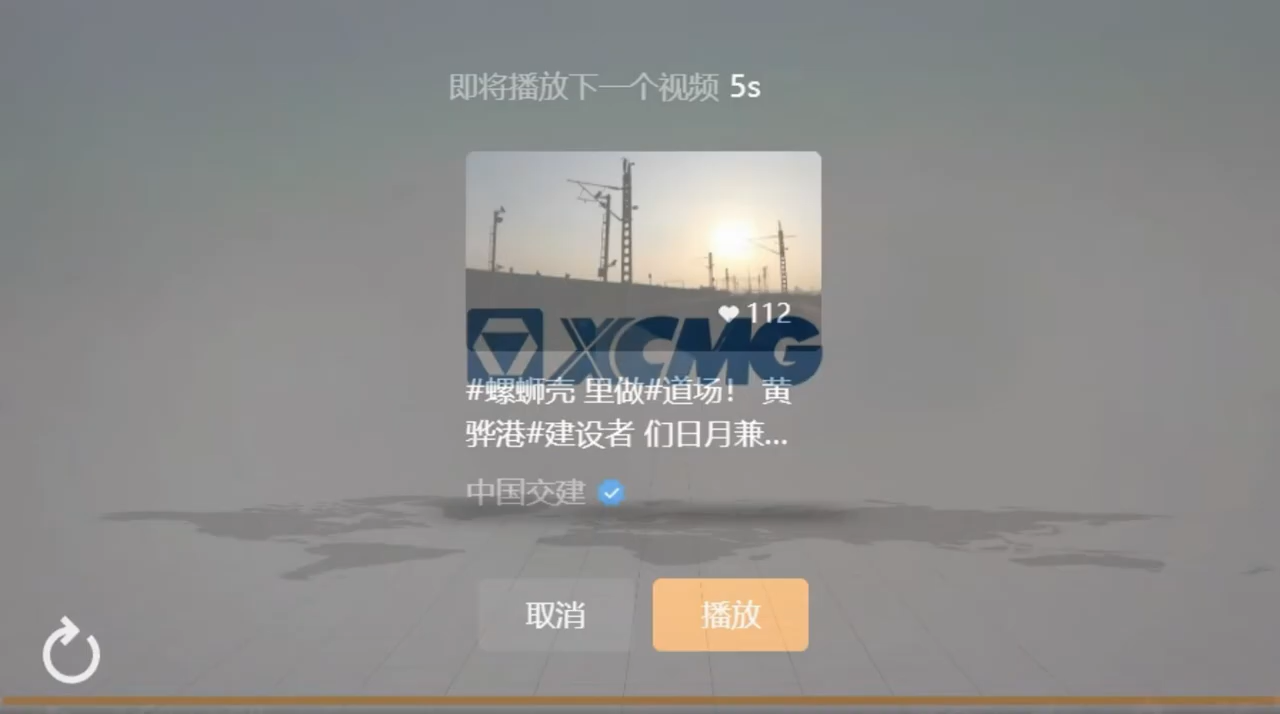 即将播放下一个视频 5s
112
XCMG
#螺蛳壳 里做#道场! 黄
骅港#建设者 们日月兼...
中国交建
取消 播放